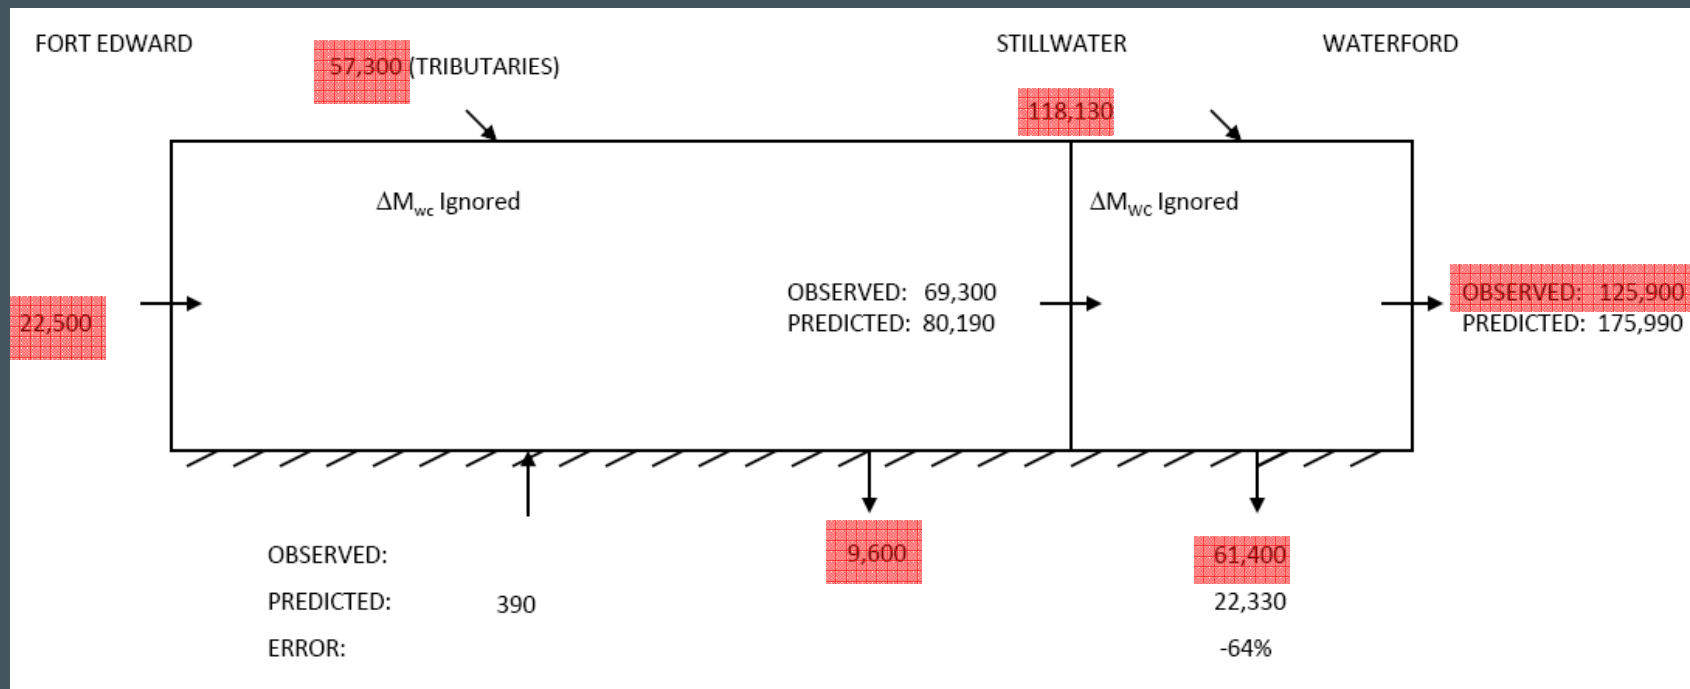 FORT EDWARD
57,300 (TRIBUTARIES)
STILLWATER
WATERFORD
118,130
ΔMwc Ignored
ΔMWC Ignored
22,500
OBSERVED: 69,300
PREDICTED: 80,190
OBSERVED: 125,900
PREDICTED: 175,990
OBSERVED:
9,600
61,400
PREDICTED: 390
22,330
ERROR:
-64%